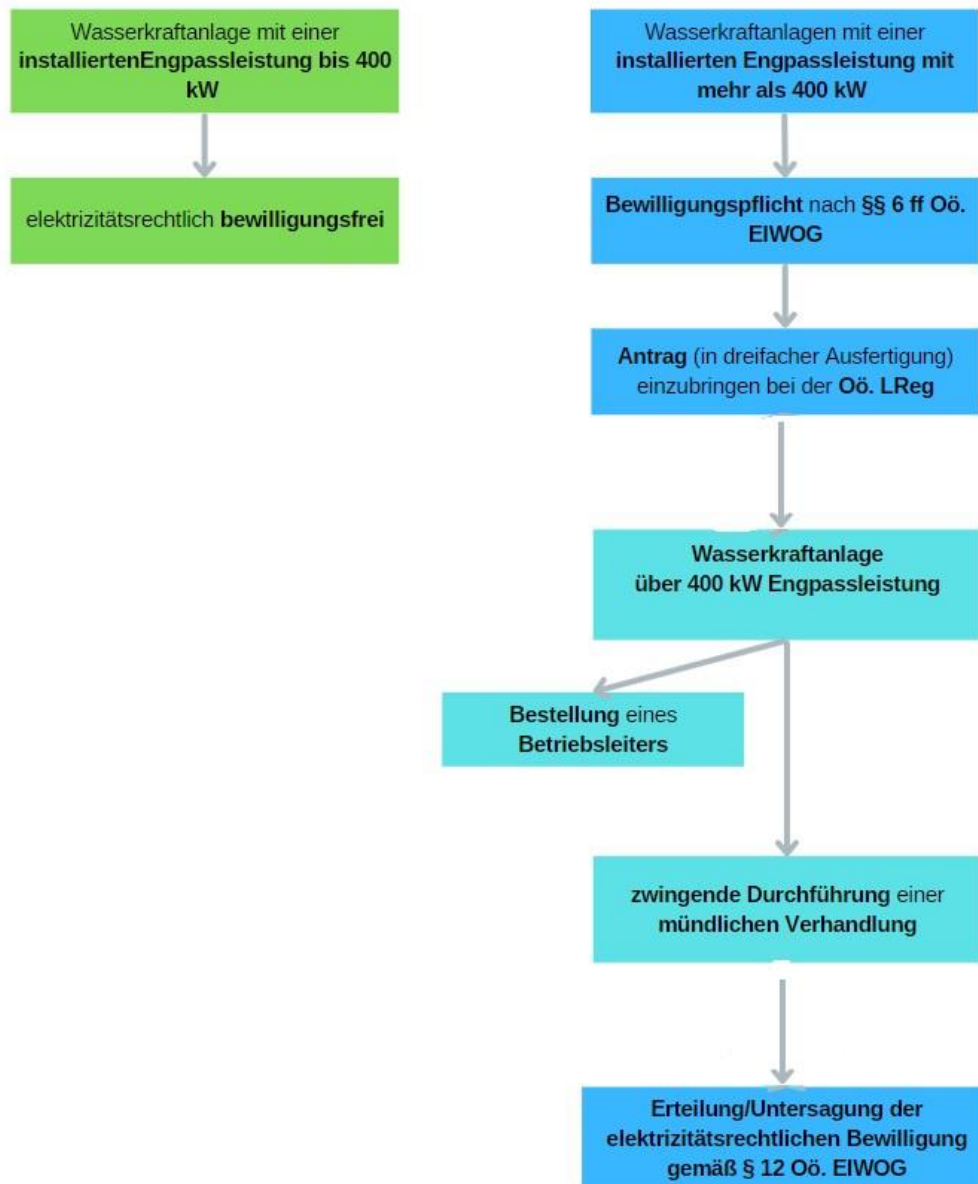 Wasserkraftanlage mit einer
installiertenEngpassleistung bis 400
kW
elektrizitätsrechtlich bewilligungsfrei
Wasserkraftanlagen mit einer
installierten Engpassleistung mit
mehr als 400 kW
Bewilligungspflicht nach §§ 6 ff Oö.
ElWOG
Antrag (in dreifacher Ausfertigung)
einzubringen bei der Oö. LReg
Wasserkraftanlage
über 400 kW Engpassleistung
Bestellung eines
Betriebsleiters
zwingende Durchführung einer
mündlichen Verhandlung
Erteilung/Untersagung der
elektrizitätsrechtlichen Bewilligung
gemäß § 12 Oö. ElWOG